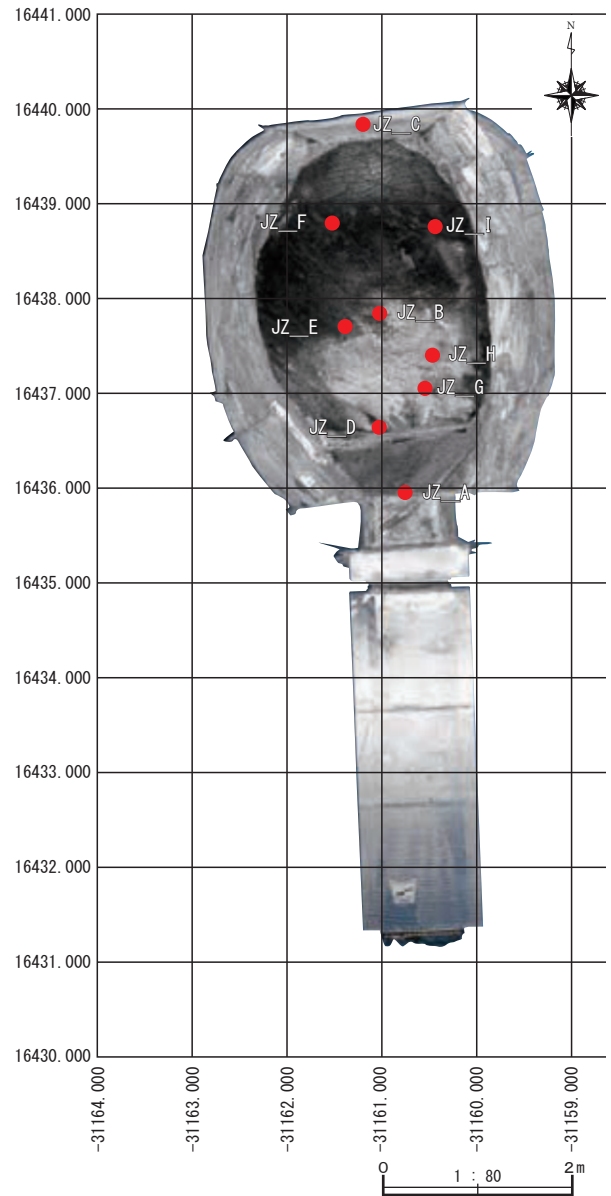 16441.000
N
16440.000
JZ__C
16439.000
JZ__F
JZ__I
16438.000
JZ__B
JZ__E
JZ__H
16437.000
JZ__G
JZ__D
16436.000
JZ__A
16435.000
16434.000
16433.000
16432.000
16431.000
16430.000
-31164.000
-31163.000
-31162.000
-31161.000
-31160.000
-31159.000
0
1 : 80
2m